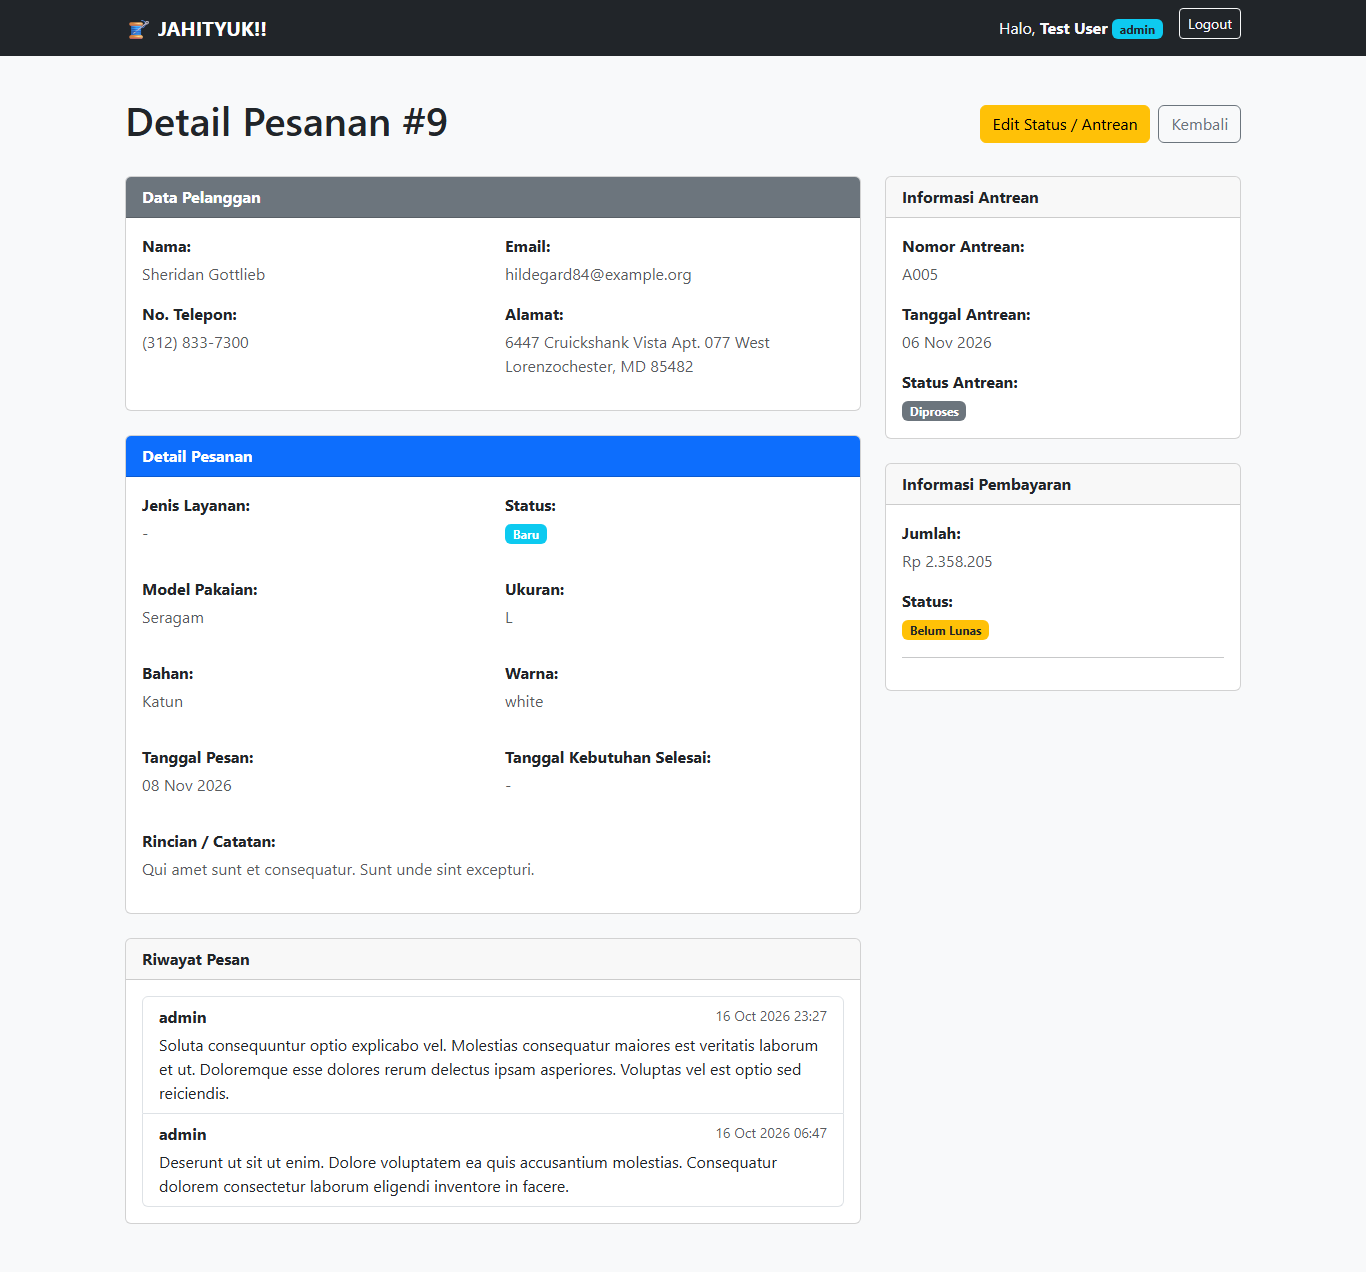 JAHITYUK!!
Halo, Test User admin
Logout
Detail Pesanan #9
Edit Status / Antrean
Kembali
Data Pelanggan
Nama:
Sheridan Gottlieb
Email:
hildegard84@example.org
No. Telepon:
(312) 833-7300
Alamat:
6447 Cruickshank Vista Apt. 077 West
Lorenzochester, MD 85482
Detail Pesanan
Jenis Layanan:
-
Status:
Baru
Model Pakaian:
Seragam
Ukuran:
L
Bahan:
Katun
Warna:
white
Tanggal Pesan:
08 Nov 2026
Tanggal Kebutuhan Selesai:
-
Rincian / Catatan:
Qui amet sunt et consequatur. Sunt unde sint excepturi.
Riwayat Pesan
admin
16 Oct 2026 23:27
Soluta consequuntur optio explicabo vel. Molestias consequatur maiores est veritatis laborum
et ut. Doloremque esse dolores rerum delectus ipsam asperiores. Voluptas vel est optio sed
reiciendis.
admin
16 Oct 2026 06:47
Deserunt ut sit ut enim. Dolore voluptatem ea quis accusantium molestias. Consequatur
dolorem consectetur laborum eligendi inventore in facere.
Informasi Antrean
Nomor Antrean:
A005
Tanggal Antrean:
06 Nov 2026
Status Antrean:
Diproses
Informasi Pembayaran
Jumlah:
Rp 2.358.205
Status:
Belum Lunas